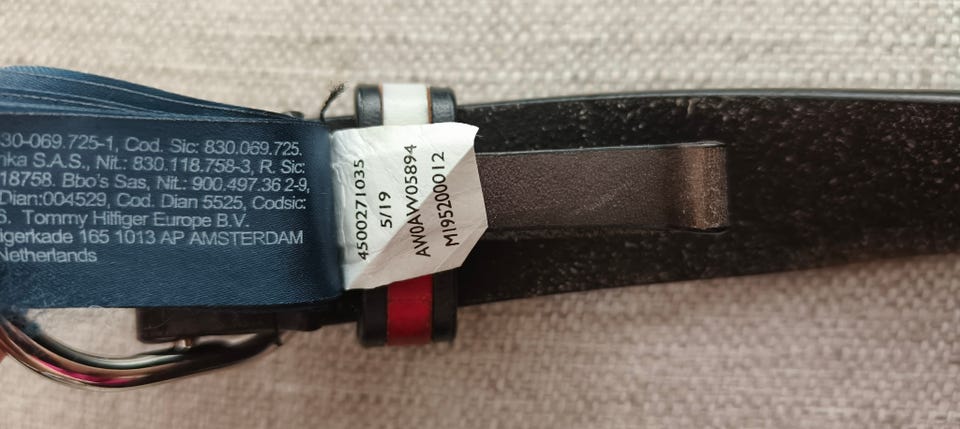 30-069.725-1, Cod. Sic: 830.069.725.
nka S.A.S., Nit.: 830.118.758-3, R. Sic:
18758. Bbo's Sas, Nit.: 900.497.36 2-9,
Dian:004529, Cod. Dian 5525, Codsic:
6. Tommy Hilfiger Europe B.V.
igerkade 165 1013 AP AMSTERDAM
Netherlands
4500271035
5/19
AW0AW05894
MI95200012